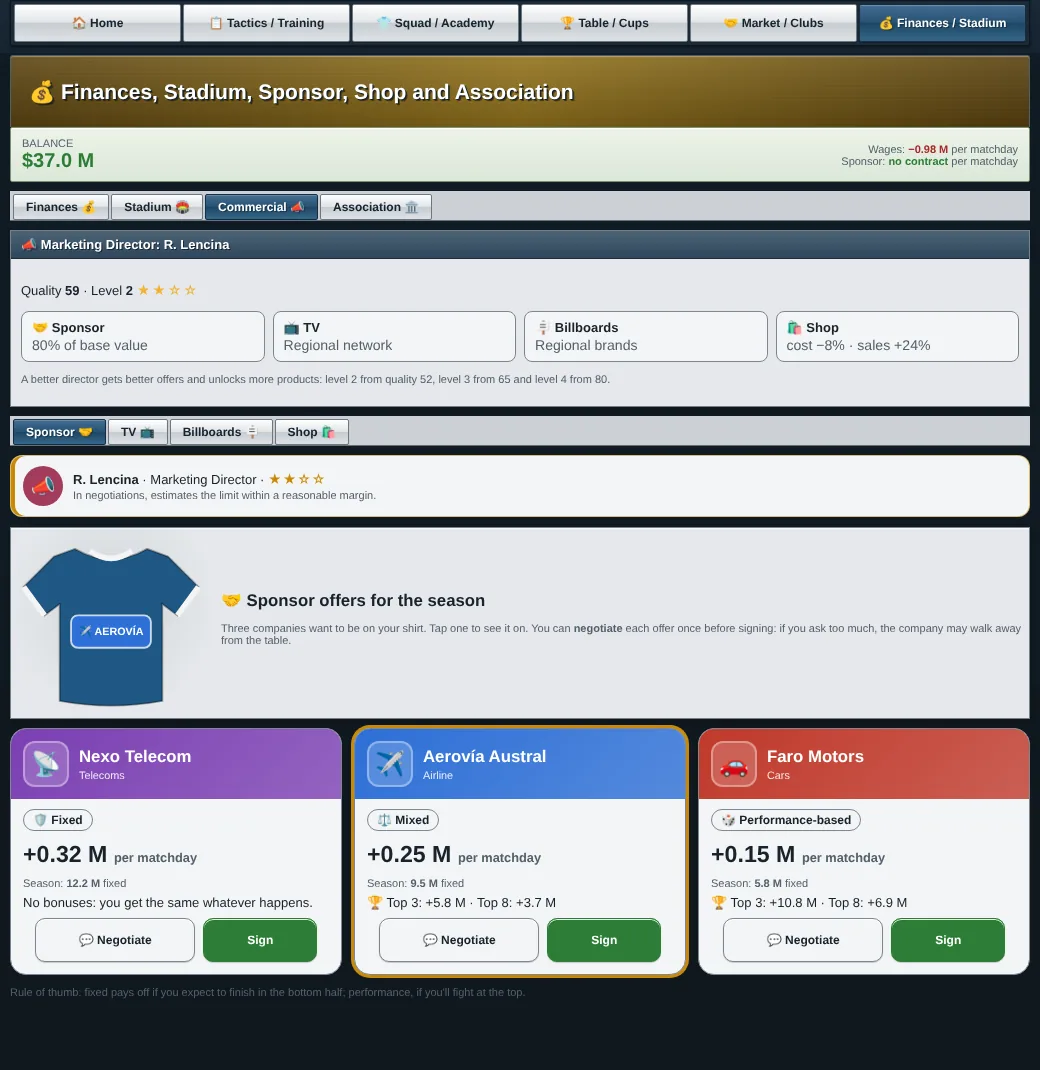 🏠 Home
📋 Tactics / Training
👕 Squad / Academy
🏆 Table / Cups
🤝 Market / Clubs
💰 Finances / Stadium
💰 Finances, Stadium, Sponsor, Shop and Association
BALANCE
$37.0 M
Wages: −0.98 M per matchday
Sponsor: no contract per matchday
Finances 💰
Stadium 🏟️
Commercial 📣
Association 🏛️
📣 Marketing Director: R. Lencina
Quality 59 · Level 2 ★★☆☆
🤝 Sponsor
80% of base value
📺 TV
Regional network
🪧 Billboards
Regional brands
🛍️ Shop
cost −8% · sales +24%
A better director gets better offers and unlocks more products: level 2 from quality 52, level 3 from 65 and level 4 from 80.
Sponsor 🤝
TV 📺
Billboards 🪧
Shop 🛍️
R. Lencina · Marketing Director · ★★☆☆
In negotiations, estimates the limit within a reasonable margin.
✈️ AEROVÍA
🤝 Sponsor offers for the season
Three companies want to be on your shirt. Tap one to see it on. You can negotiate each offer once before signing: if you ask too much, the company may walk away
from the table.
Nexo Telecom
Telecoms
🛡️ Fixed
+0.32 M per matchday
Season: 12.2 M fixed
No bonuses: you get the same whatever happens.
💬 Negotiate
Sign
Aerovía Austral
Airline
⚖️ Mixed
+0.25 M per matchday
Season: 9.5 M fixed
🏆 Top 3: +5.8 M · Top 8: +3.7 M
💬 Negotiate
Sign
Faro Motors
Cars
🎲 Performance-based
+0.15 M per matchday
Season: 5.8 M fixed
🏆 Top 3: +10.8 M · Top 8: +6.9 M
💬 Negotiate
Sign
Rule of thumb: fixed pays off if you expect to finish in the bottom half; performance, if you'll fight at the top.